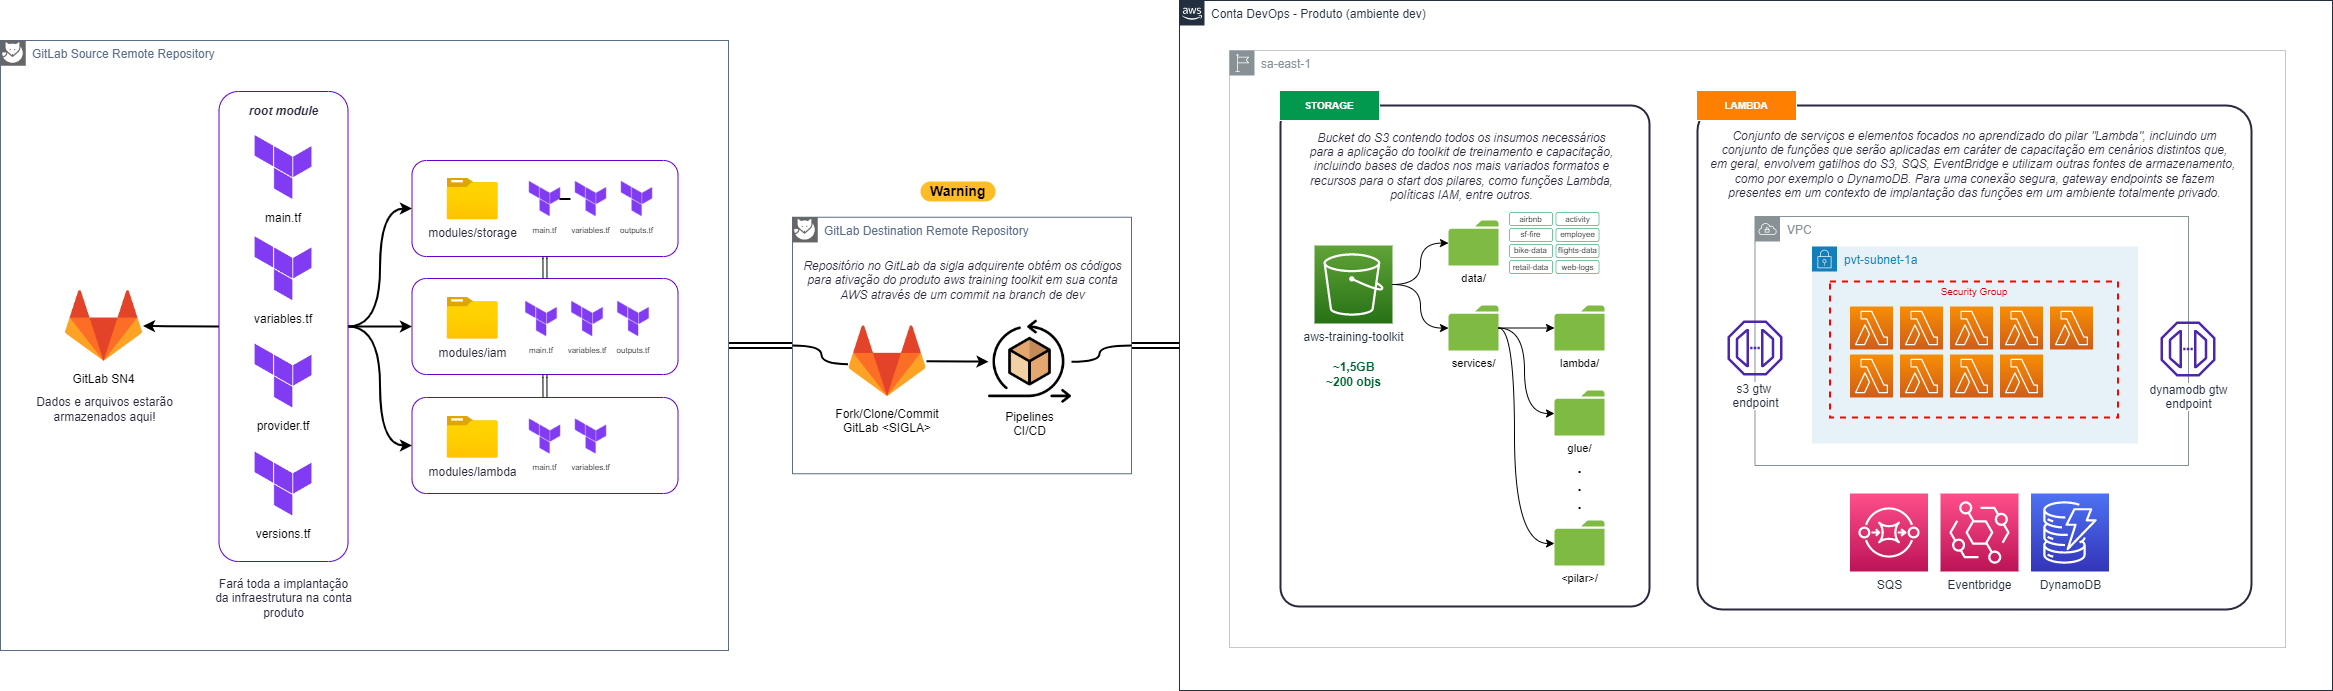 GitLab Source Remote Repository
root module
main.tf
variables.tf
provider.tf
versions.tf
Fará toda a implantação
da infraestrutura na conta
produto
GitLab SN4
Dados e arquivos estarão
armazenados aqui!
modules/storage
main.tf
variables.tf
outputs.tf
modules/iam
main.tf
variables.tf
outputs.tf
modules/lambda
main.tf
variables.tf
Warning
GitLab Destination Remote Repository
Repositório no GitLab da sigla adquirente obtém os códigos
para ativação do produto aws training toolkit em sua conta
AWS através de um commit na branch de dev
Fork/Clone/Commit
GitLab <SIGLA>
Pipelines
CI/CD
aws
Conta DevOps - Produto (ambiente dev)
sa-east-1
STORAGE
Bucket do S3 contendo todos os insumos necessários
para a aplicação do toolkit de treinamento e capacitação,
incluindo bases de dados nos mais variados formatos e
recursos para o start dos pilares, como funções Lambda,
políticas IAM, entre outros.
airbnb
activity
sf-fire
employee
bike-data
flights-data
retail-data
web-logs
data/
aws-training-toolkit
~1,5GB
~200 objs
services/
lambda/
glue/
<pilar>/
LAMBDA
Conjunto de serviços e elementos focados no aprendizado do pilar "Lambda", incluindo um
conjunto de funções que serão aplicadas em caráter de capacitação em cenários distintos que,
em geral, envolvem gatilhos do S3, SQS, EventBridge e utilizam outras fontes de armazenamento,
como por exemplo o DynamoDB. Para uma conexão segura, gateway endpoints se fazem
presentes em um contexto de implantação das funções em um ambiente totalmente privado.
VPC
pvt-subnet-1a
Security Group
s3 gtw
endpoint
dynamodb gtw
endpoint
SQS
Eventbridge
DynamoDB